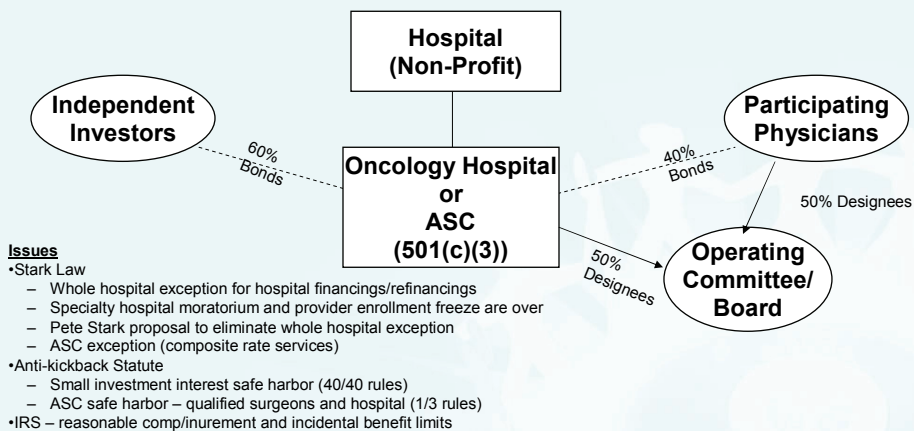 Hospital
(Non-Profit)
Independent
Investors
Participating
Physicians
60%
Bonds
Oncology Hospital
or
ASC
(501(c)(3))
40%
Bonds
50% Designees
50%
Designees
Operating
Committee/
Board
Issues
•Stark Law
– Whole hospital exception for hospital financings/refinancings
– Specialty hospital moratorium and provider enrollment freeze are over
– Pete Stark proposal to eliminate whole hospital exception
– ASC exception (composite rate services)
•Anti-kickback Statute
– Small investment interest safe harbor (40/40 rules)
– ASC safe harbor – qualified surgeons and hospital (1/3 rules)
•IRS – reasonable comp/inurement and incidental benefit limits